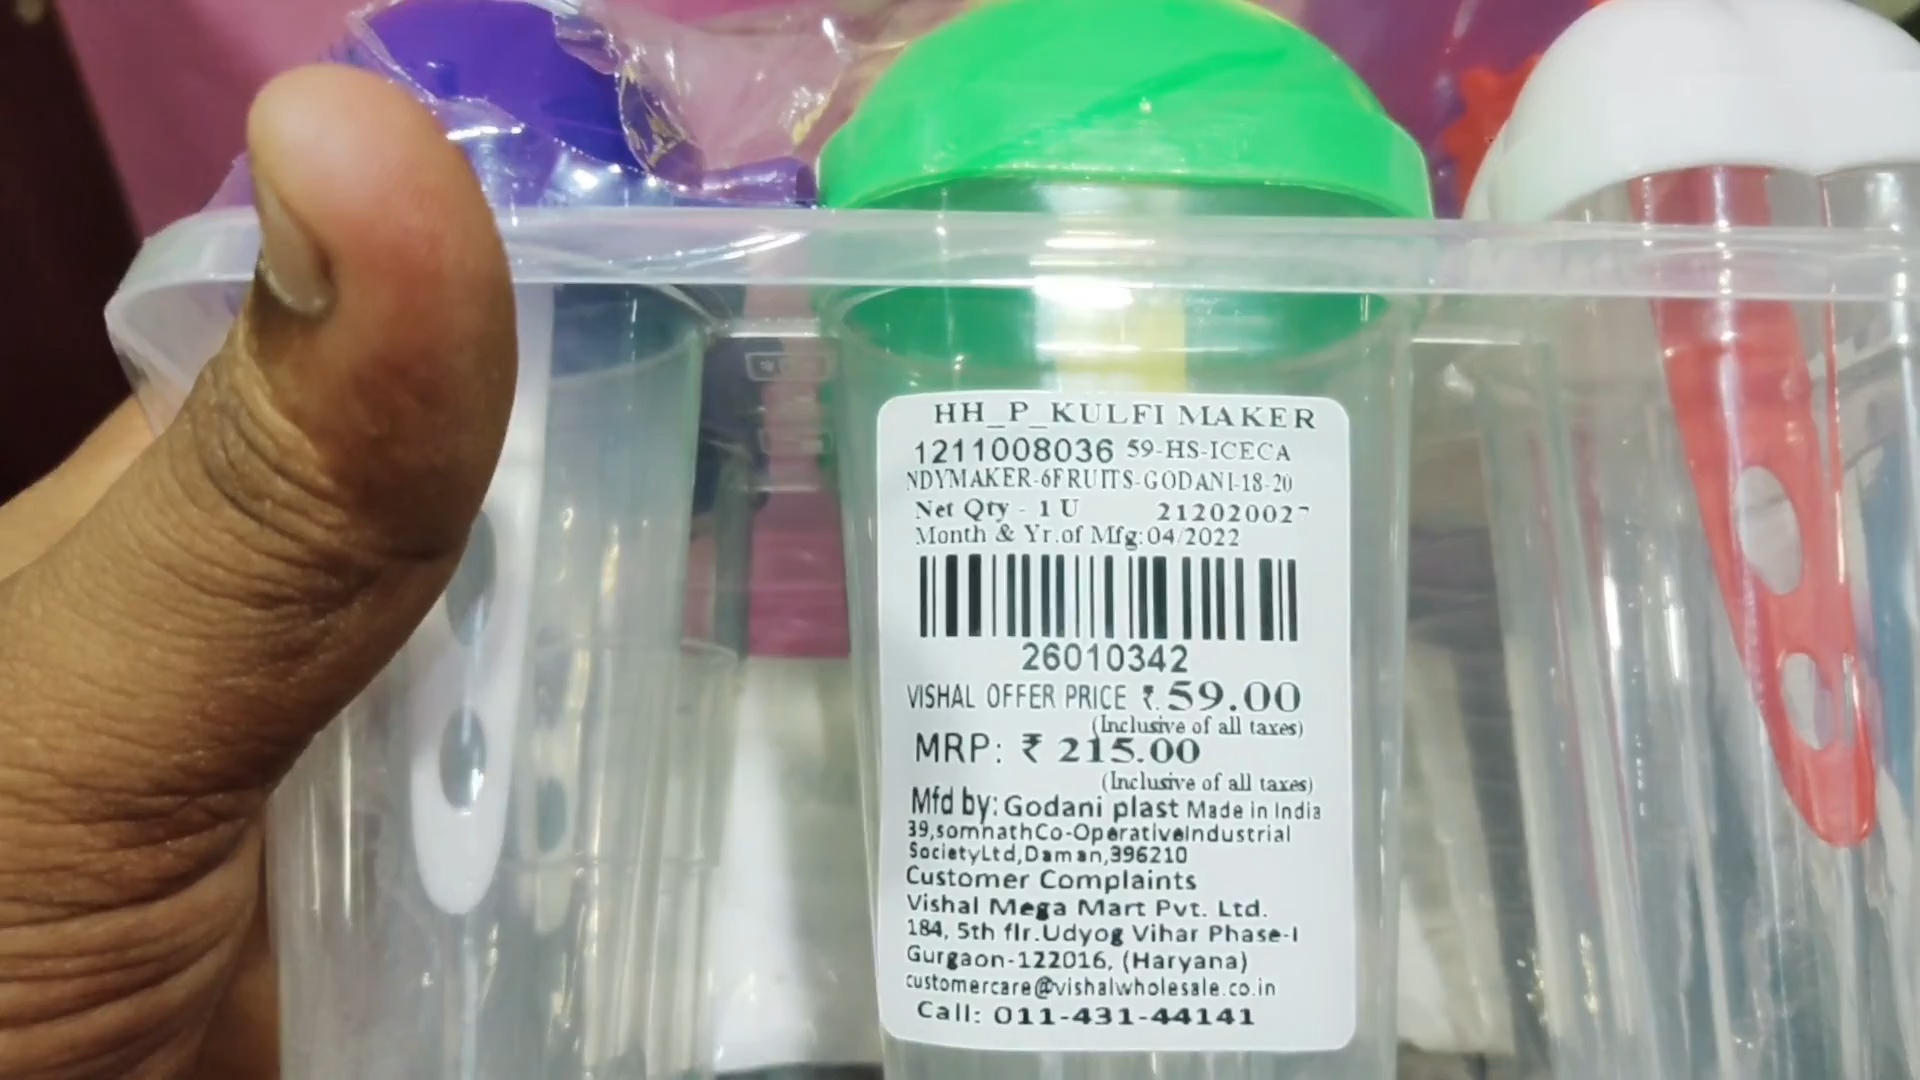 HH_P_KULFI MAKER
1211008036 59-HS-ICECA
NDYMAKER-6FRUITS-GODANI-18-20
Net Qty - 1 U
Month & Yr.of Mfg:04/2022
26010342
VISHAL OFFER PRICE ₹.59.00
(Inclusive of all taxes)
MRP: ₹ 215.00
(Inclusive of all taxes)
Mfd by: Godani plast Made in India
39,somnathCo-OperativeIndustrial
SocietyLtd,Daman,396210
Customer Complaints
Vishal Mega Mart Pvt. Ltd.
184, 5th flr.Udyog Vihar Phase-I
Gurgaon-122016, (Haryana)
customercare@vishalwholesale.co.in
Call: 011-431-44141